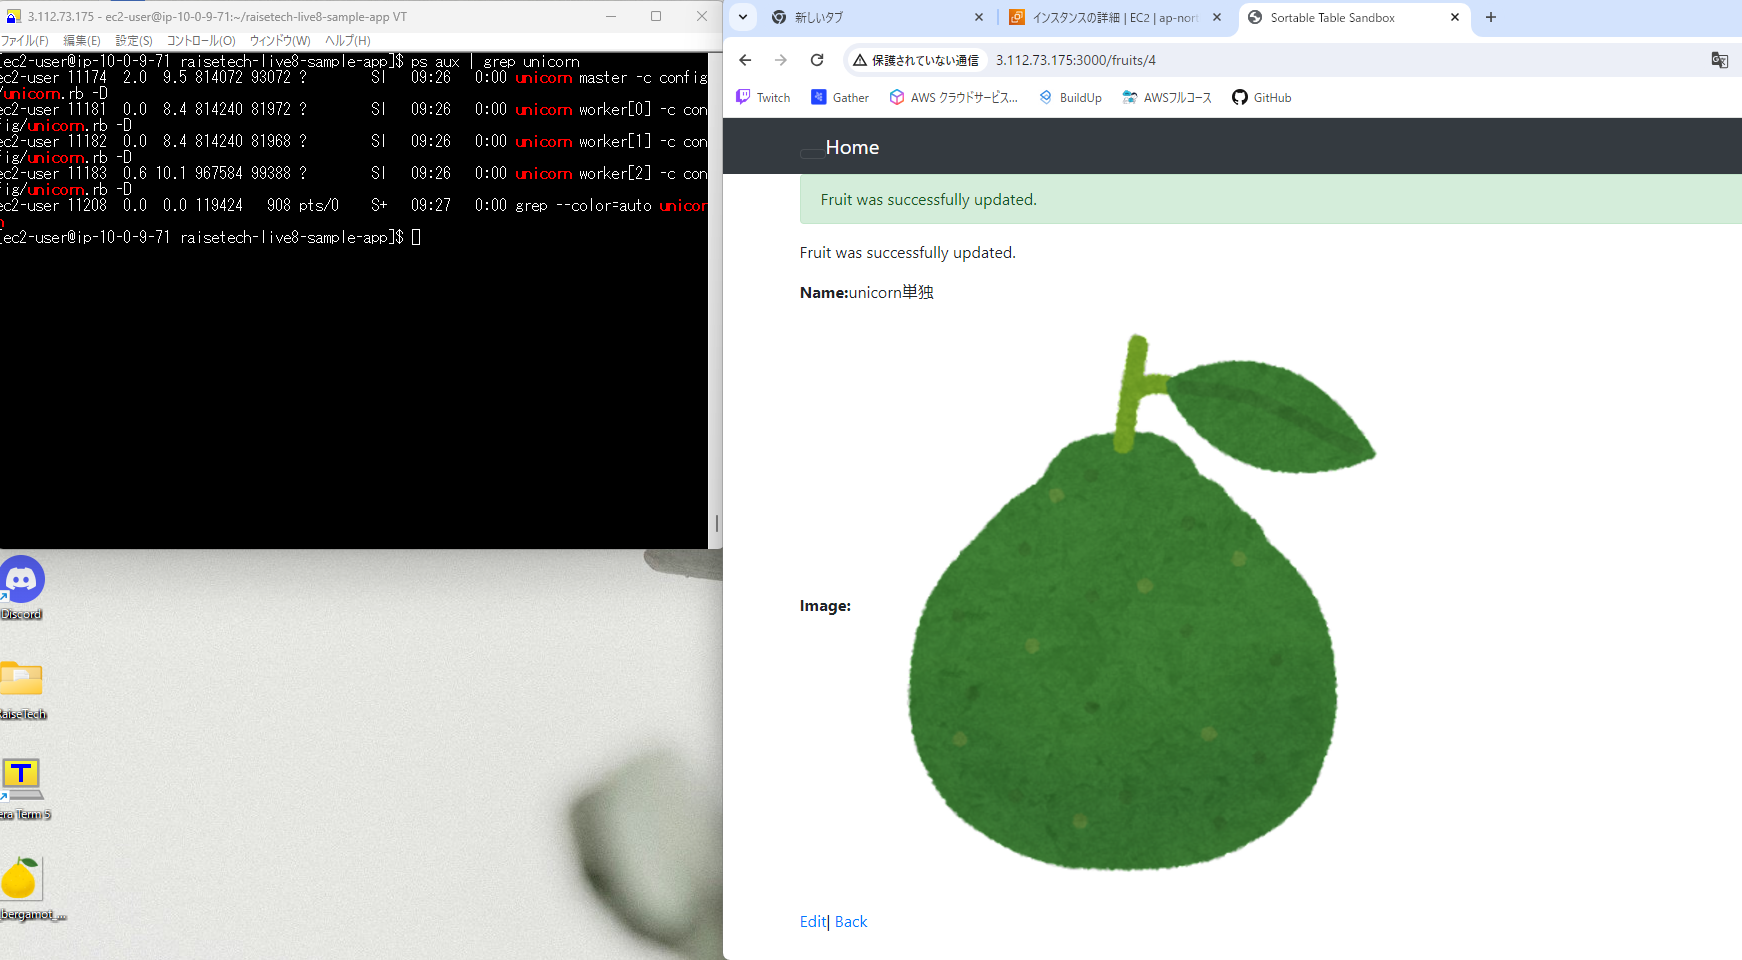 3.112.73.175 - ec2-user@ip-10-0-9-71:~/raisetech-live8-sample-app VT
ファイル(F) 編集(E) 設定(S) コントロール(O) ウィンドウ(W) ヘルプ(H)
[ec2-user@ip-10-0-9-71 raisetech-live8-sample-app]$ ps aux | grep unicorn
ec2-user 11174 2.0 9.5 814072 93072 ? Sl 09:26 0:00 unicorn master -c config
/unicorn.rb -D
ec2-user 11181 0.0 8.4 814240 81972 ? Sl 09:26 0:00 unicorn worker[0] -c con
fig/unicorn.rb -D
ec2-user 11182 0.0 8.4 814240 81968 ? Sl 09:26 0:00 unicorn worker[1] -c con
fig/unicorn.rb -D
ec2-user 11183 0.6 10.1 967584 99388 ? Sl 09:26 0:00 unicorn worker[2] -c con
fig/unicorn.rb -D
ec2-user 11208 0.0 0.0 119424 908 pts/0 S+ 09:27 0:00 grep --color=auto unicor
n
[ec2-user@ip-10-0-9-71 raisetech-live8-sample-app]$
Discord
RaiseTech
T
Tera Term 5
bergamot_...
新しいタブ
インスタンスの詳細 | EC2 | ap-nort
Sortable Table Sandbox
保護されていない通信 3.112.73.175:3000/fruits/4
Twitch Gather AWS クラウドサービス... BuildUp AWSフルコース GitHub
Home
Fruit was successfully updated.
Fruit was successfully updated.
Name:unicorn単独
Image:
Edit| Back